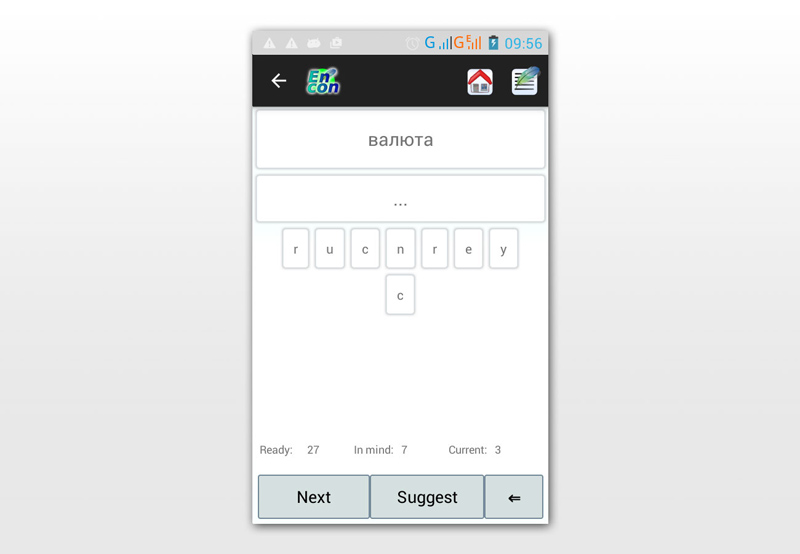 G G E 09:56
En con
валюта
...
r u c n r e y
c
Ready: 27 In mind: 7 Current: 3
Next Suggest ⇐